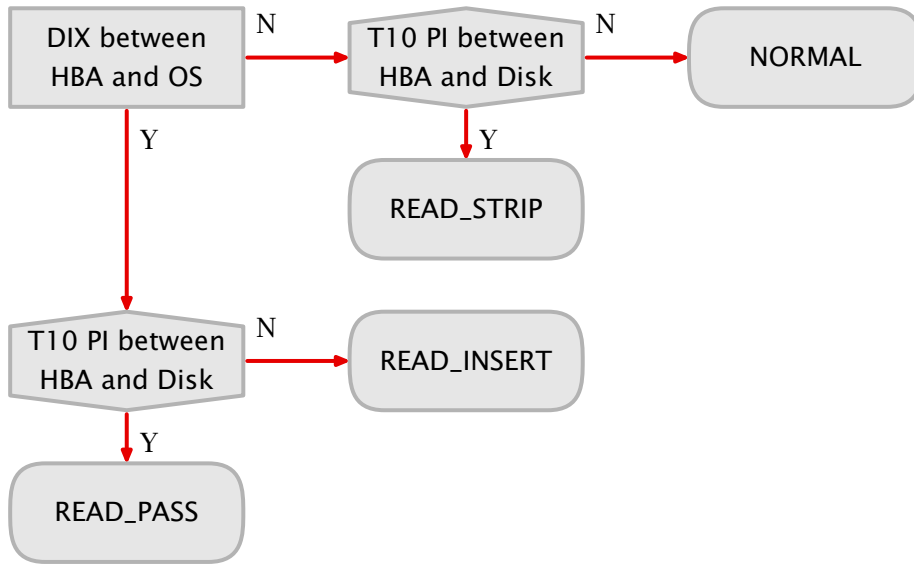 DIX between
HBA and OS
N
T10 PI between
HBA and Disk
N
NORMAL
Y
Y
READ_STRIP
T10 PI between
HBA and Disk
N
READ_INSERT
Y
READ_PASS